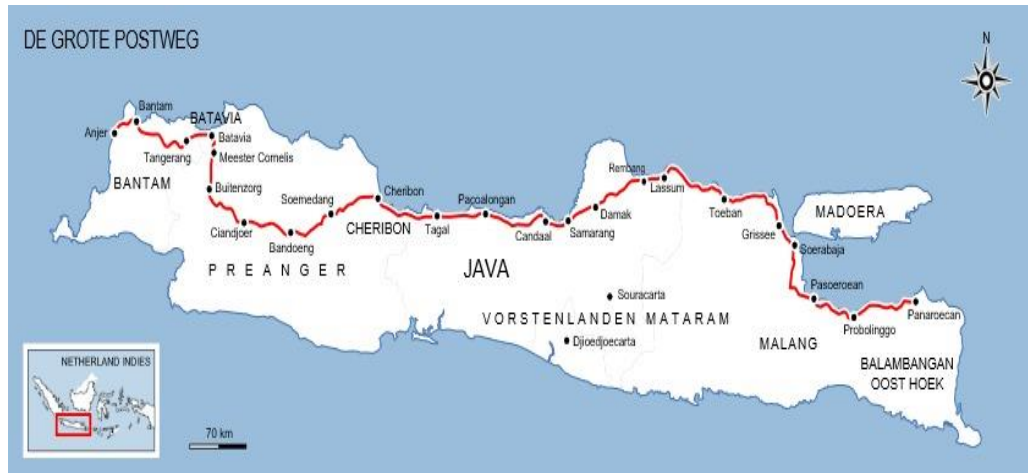 DE GROTE POSTWEG
N
Bantam
BATAVIA
Anjer
Batavia
Tangerang
Meester Cornelis
BANTAM
Buitenzorg
Soemedang
Cheribon
Ciandjoer
Bandoeng
CHERIBON
Tagal
Pacoalongan
Candaal
Samarang
Damak
Rembang
Lassum
Toeban
Grissee
MADOERA
Soerabaja
PREANGER
JAVA
Souracarta
Pasoeroean
VORSTENLANDEN MATARAM
Djioedjoecarta
Probolinggo
Panaroecan
MALANG
BALAMBANGAN
OOST HOEK
NETHERLAND INDIES
70 km